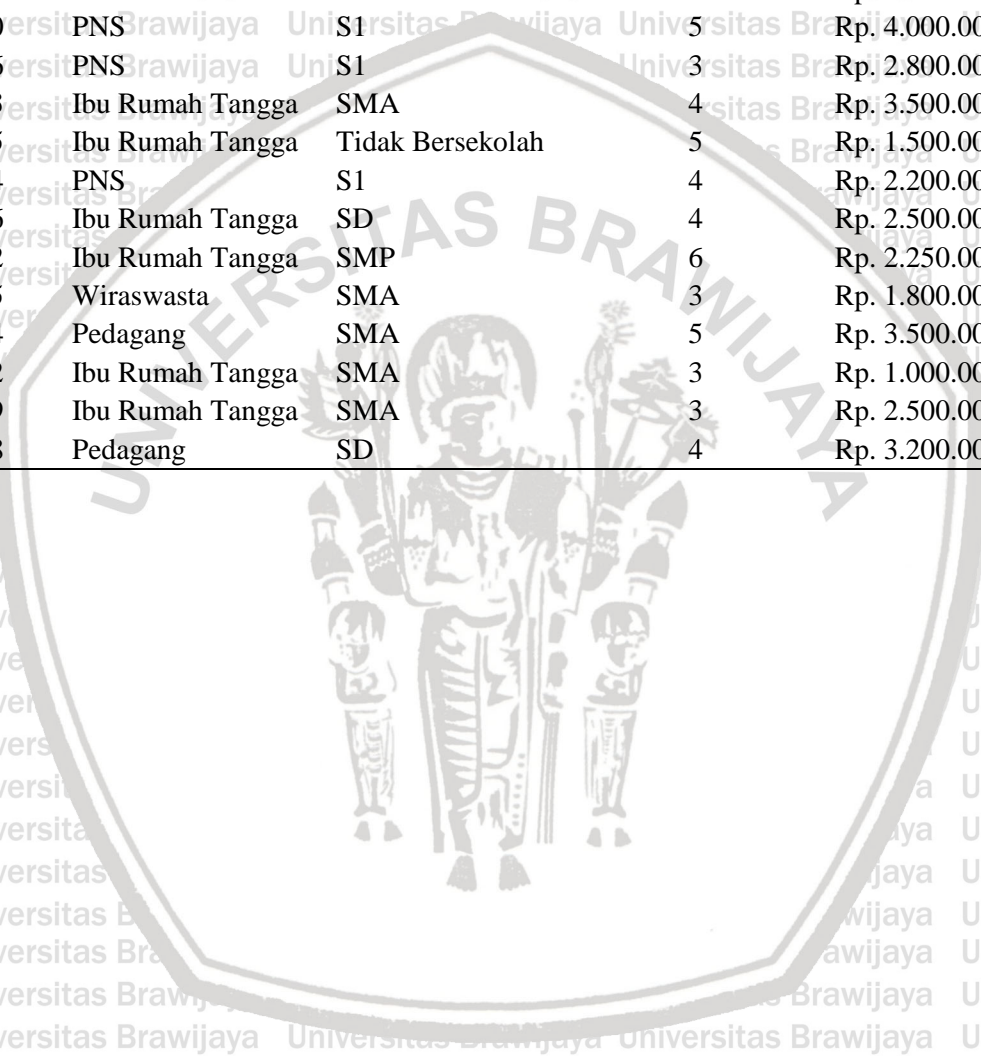 PNS S1 5 Rp. 4.000.00
PNS S1 3 Rp. 2.800.00
Ibu Rumah Tangga SMA 4 Rp. 3.500.00
Ibu Rumah Tangga Tidak Bersekolah 5 Rp. 1.500.00
PNS S1 4 Rp. 2.200.00
Ibu Rumah Tangga SD 4 Rp. 2.500.00
Ibu Rumah Tangga SMP 6 Rp. 2.250.00
Wiraswasta SMA 3 Rp. 1.800.00
Pedagang SMA 5 Rp. 3.500.00
Ibu Rumah Tangga SMA 3 Rp. 1.000.00
Ibu Rumah Tangga SMA 3 Rp. 2.500.00
Pedagang SD 4 Rp. 3.200.00
UNIVERSITAS BRAWIJAYA